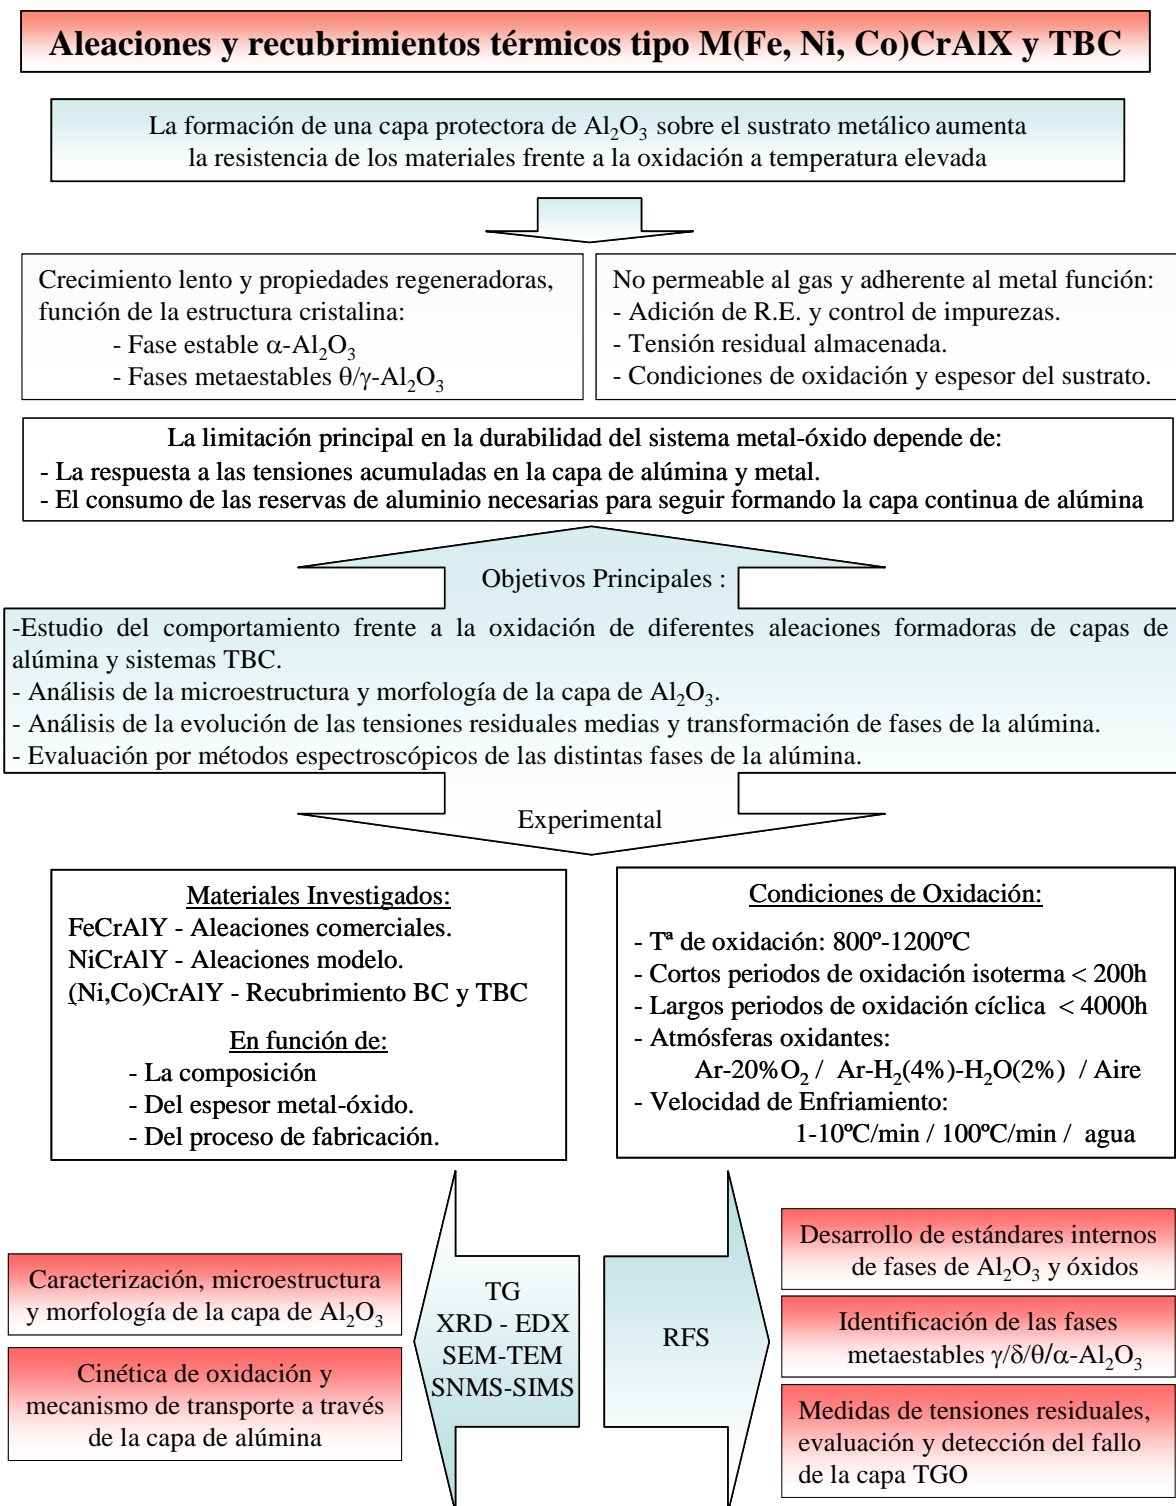 Aleaciones y recubrimientos térmicos tipo M(Fe, Ni, Co)CrAlX y TBC
La formación de una capa protectora de Al₂O₃ sobre el sustrato metálico aumenta
la resistencia de los materiales frente a la oxidación a temperatura elevada
Crecimiento lento y propiedades regeneradoras,
función de la estructura cristalina:
- Fase estable α-Al₂O₃
- Fases metaestables θ/γ-Al₂O₃
No permeable al gas y adherente al metal función:
- Adición de R.E. y control de impurezas.
- Tensión residual almacenada.
- Condiciones de oxidación y espesor del sustrato.
La limitación principal en la durabilidad del sistema metal-óxido depende de:
- La respuesta a las tensiones acumuladas en la capa de alúmina y metal.
- El consumo de las reservas de aluminio necesarias para seguir formando la capa continua de alúmina
Objetivos Principales :
-Estudio del comportamiento frente a la oxidación de diferentes aleaciones formadoras de capas de
alúmina y sistemas TBC.
- Análisis de la microestructura y morfología de la capa de Al₂O₃.
- Análisis de la evolución de las tensiones residuales medias y transformación de fases de la alúmina.
- Evaluación por métodos espectroscópicos de las distintas fases de la alúmina.
Experimental
Materiales Investigados:
FeCrAlY - Aleaciones comerciales.
NiCrAlY - Aleaciones modelo.
(Ni,Co)CrAlY - Recubrimiento BC y TBC
En función de:
- La composición
- Del espesor metal-óxido.
- Del proceso de fabricación.
Condiciones de Oxidación:
- Tª de oxidación: 800º-1200ºC
- Cortos periodos de oxidación isoterma < 200h
- Largos periodos de oxidación cíclica < 4000h
- Atmósferas oxidantes:
Ar-20%O₂ / Ar-H₂(4%)-H₂O(2%) / Aire
- Velocidad de Enfriamiento:
1-10ºC/min / 100ºC/min / agua
Caracterización, microestructura
y morfología de la capa de Al₂O₃
Cinética de oxidación y
mecanismo de transporte a través
de la capa de alúmina
TG
XRD - EDX
SEM-TEM
SNMS-SIMS
RFS
Desarrollo de estándares internos
de fases de Al₂O₃ y óxidos
Identificación de las fases
metaestables γ/δ/θ/α-Al₂O₃
Medidas de tensiones residuales,
evaluación y detección del fallo
de la capa TGO